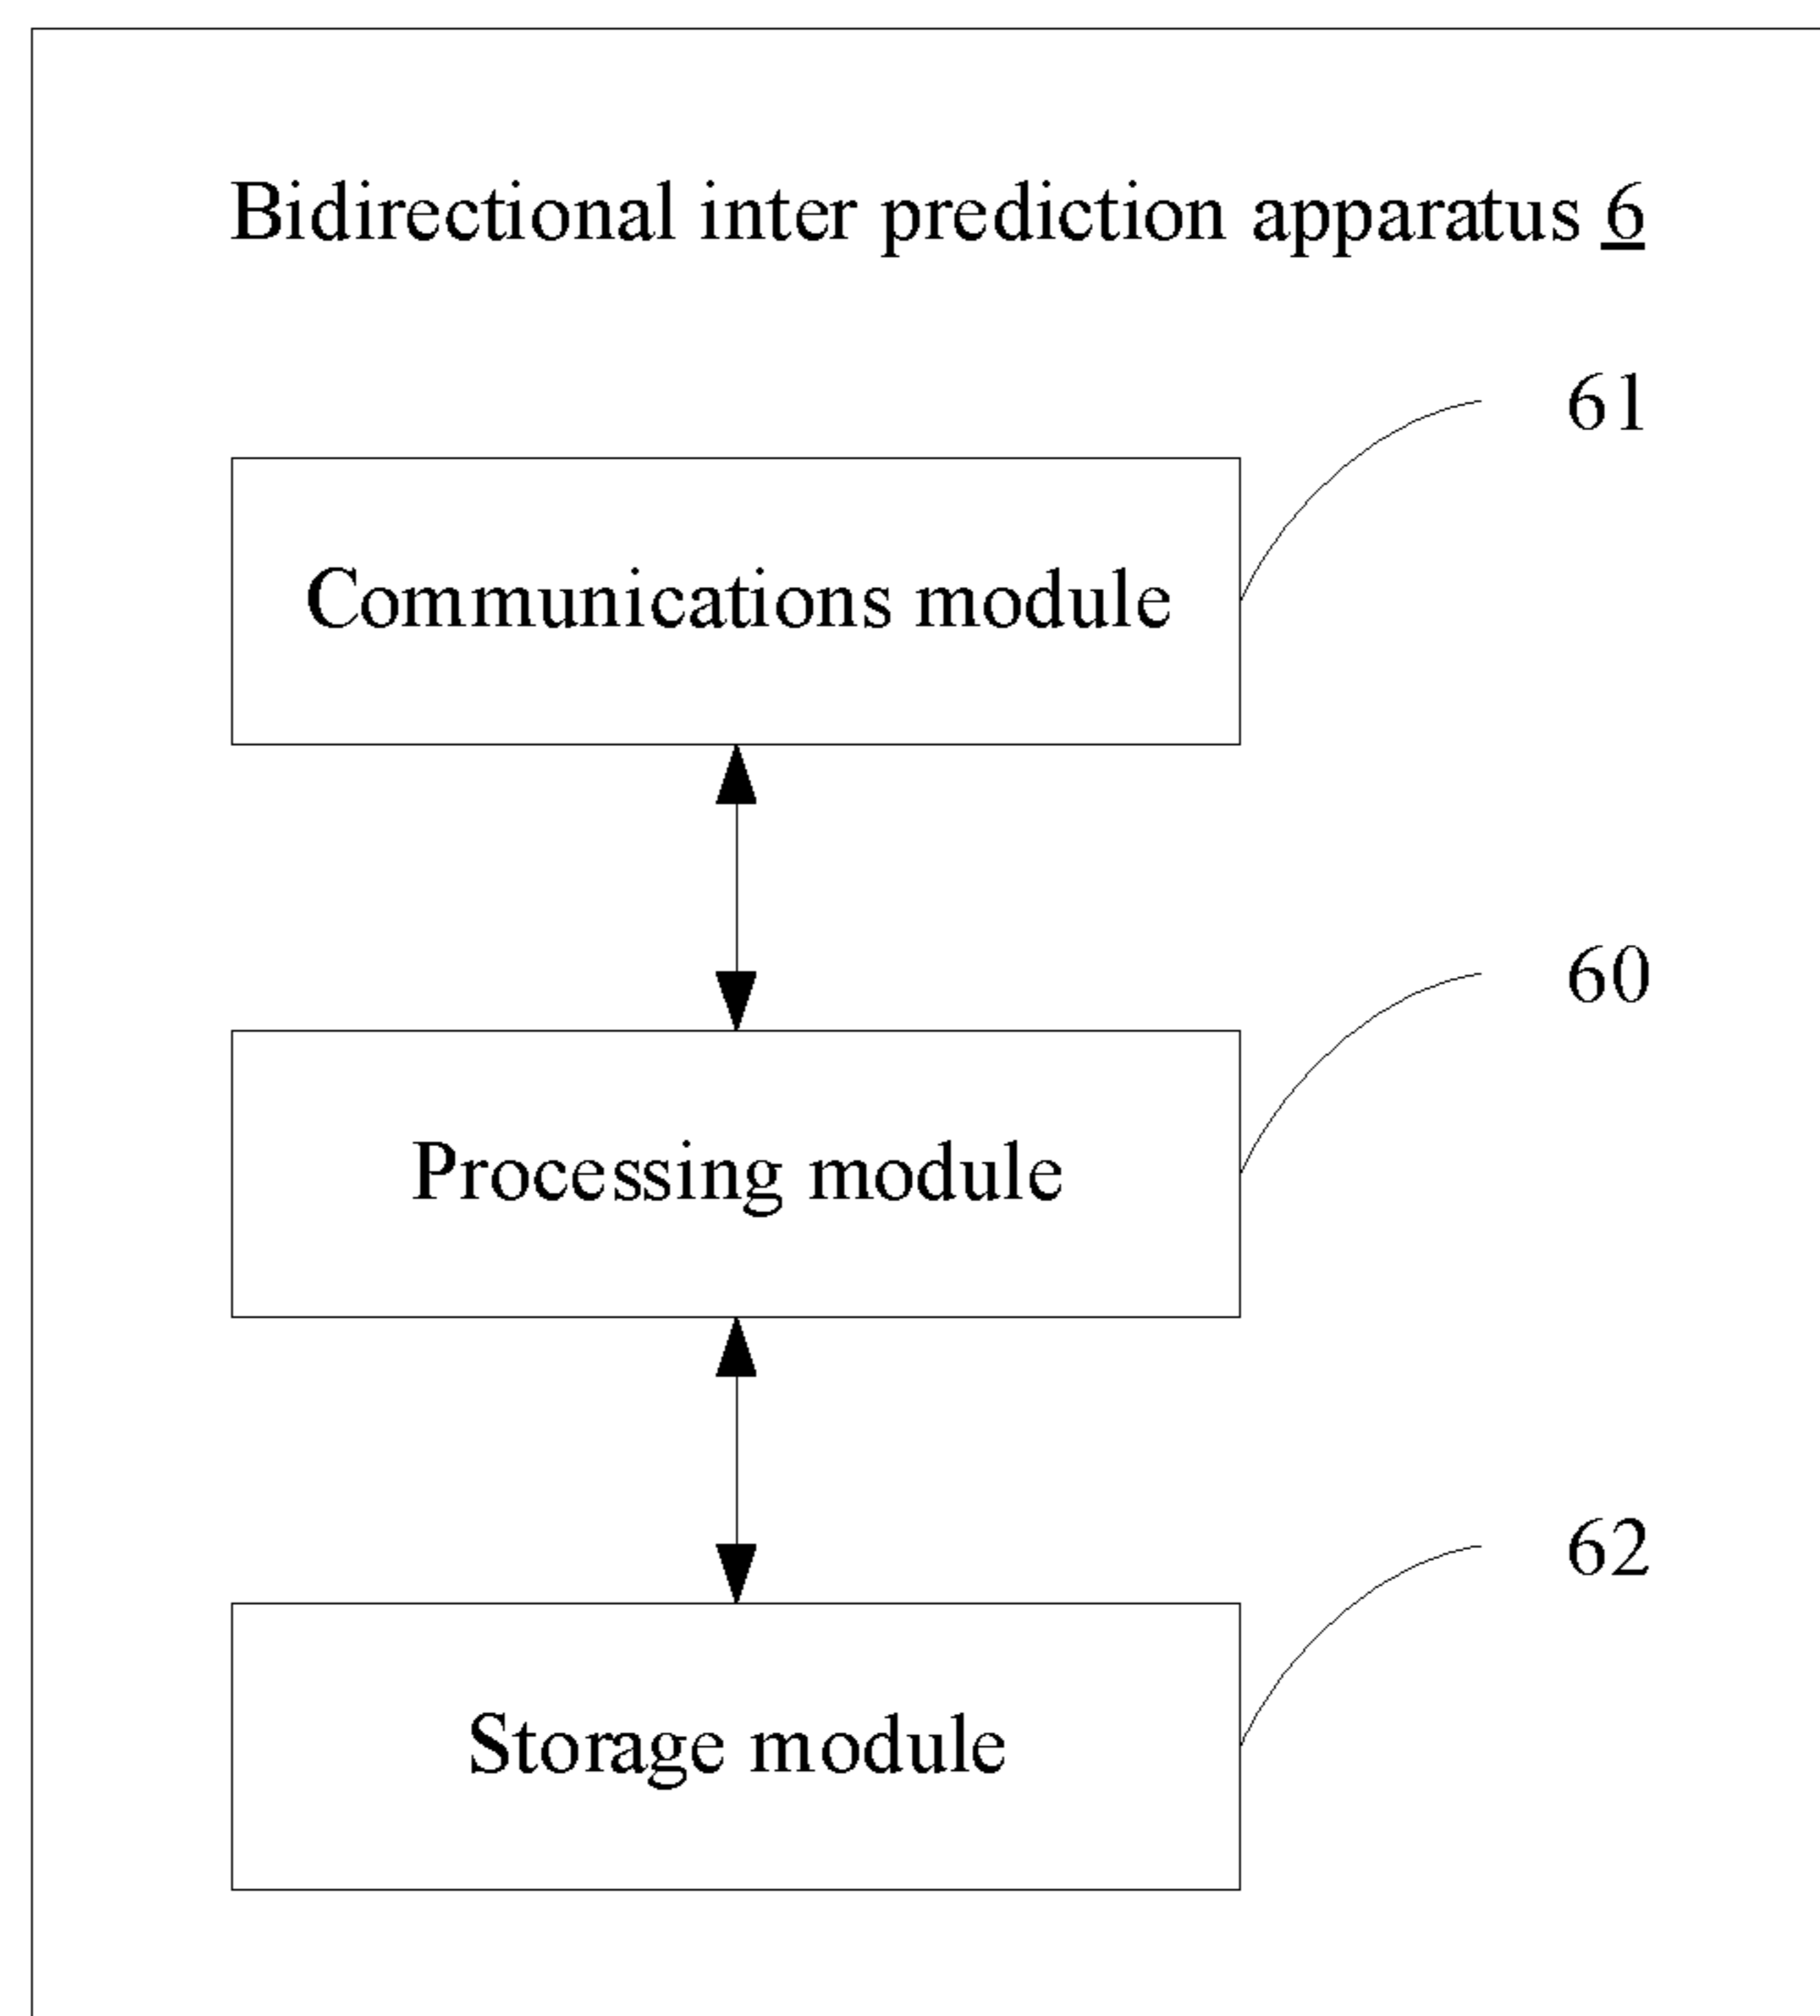 Bidirectional inter prediction apparatus 6
61
Communications module
60
Processing module
62
Storage module